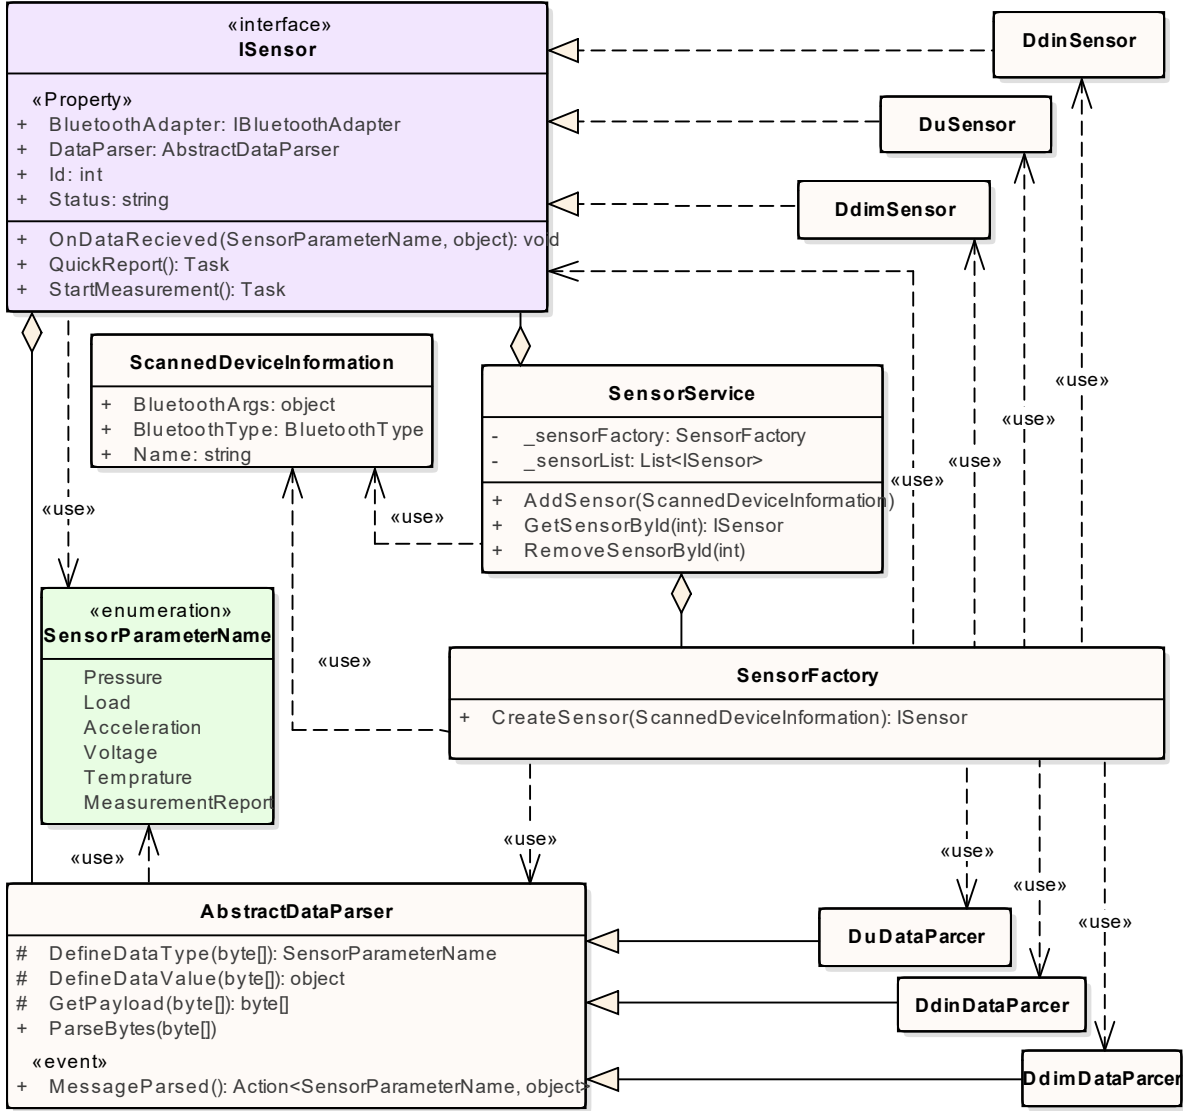 «interface»
ISensor
«Property»
+ BluetoothAdapter: IBluetoothAdapter
+ DataParser: AbstractDataParser
+ Id: int
+ Status: string
+ OnDataRecieved(SensorParameterName, object): void
+ QuickReport(): Task
+ StartMeasurement(): Task
DdinSensor
DuSensor
DdimSensor
«use»
«use»
«use»
«use»
ScannedDeviceInformation
+ BluetoothArgs: object
+ BluetoothType: BluetoothType
+ Name: string
SensorService
- _sensorFactory: SensorFactory
- _sensorList: List<ISensor>
+ AddSensor(ScannedDeviceInformation)
+ GetSensorById(int): ISensor
+ RemoveSensorById(int)
«use»
«use»
«use»
«enumeration»
SensorParameterName
Pressure
Load
Acceleration
Voltage
Temprature
MeasurementReport
SensorFactory
+ CreateSensor(ScannedDeviceInformation): ISensor
«use»
«use»
«use»
«use»
«use»
AbstractDataParser
# DefineDataType(byte[]): SensorParameterName
# DefineDataValue(byte[]): object
# GetPayload(byte[]): byte[]
+ ParseBytes(byte[])
«event»
+ MessageParsed(): Action<SensorParameterName, object>
DuDataParcer
DdinDataParcer
DdimDataParcer